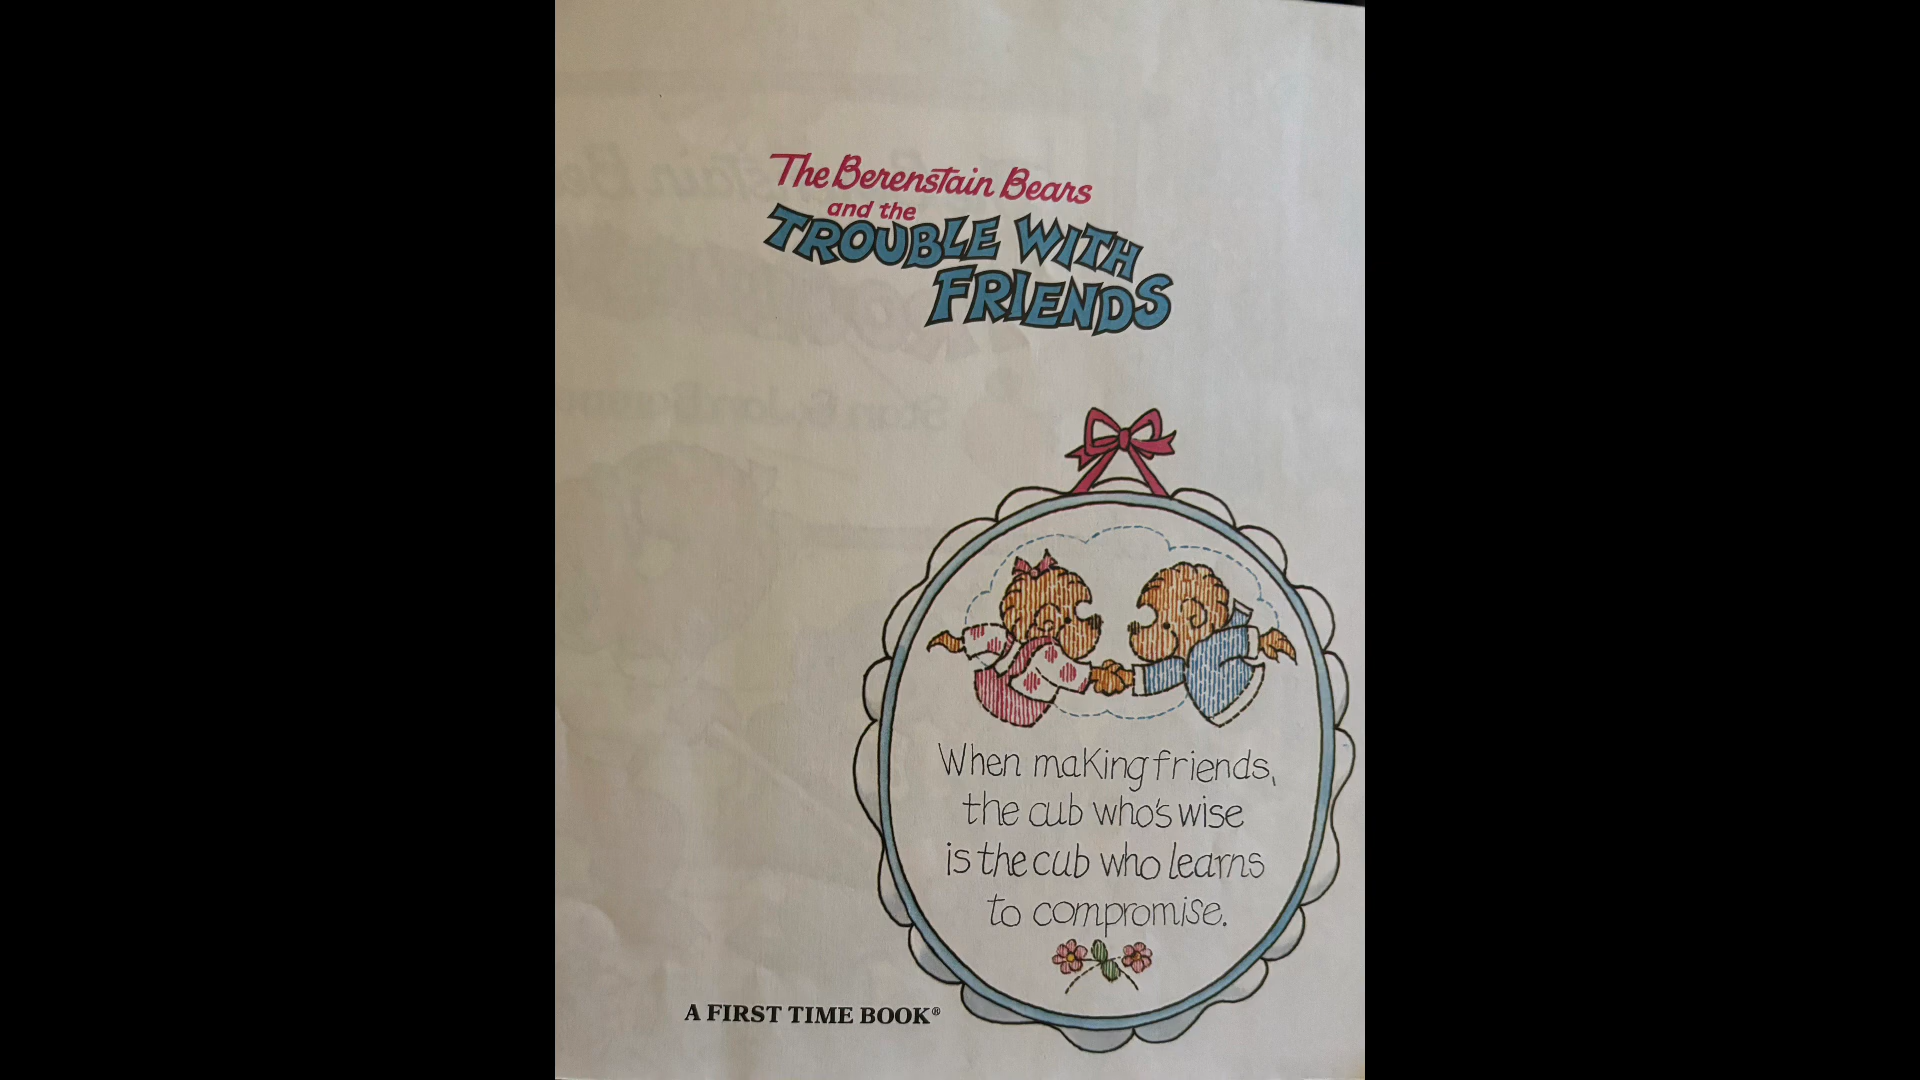 The Berenstain Bears
and the
TROUBLE WITH
FRIENDS
When making friends,
the cub who's wise
is the cub who learns
to compromise.
A FIRST TIME BOOK®